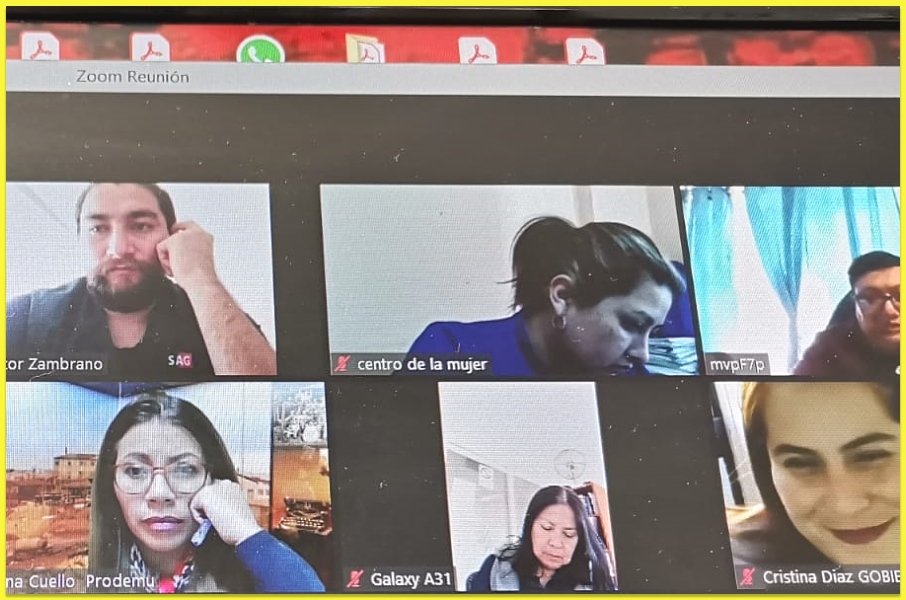 Zoom Reunión
tor Zambrano
SAG
centro de la mujer
mvpF7p
na Cuello Prodemu
Galaxy A31
Cristina Diaz GOBIE